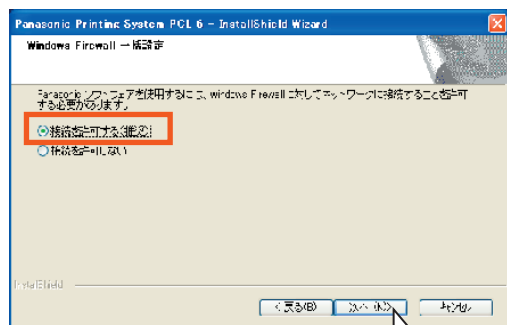 Panasonic Printing System PCL 6 - InstallShield Wizard
Windows Firewall 一般設定
Panasonic ソフトウェアを使用するには、windows Firewall に対してネットワークに接続することを許可
する必要があります。
接続を許可する(推奨)
接続を許可しない
InstallShield
< 戻る(B)
次へ(N)>
キャンセル